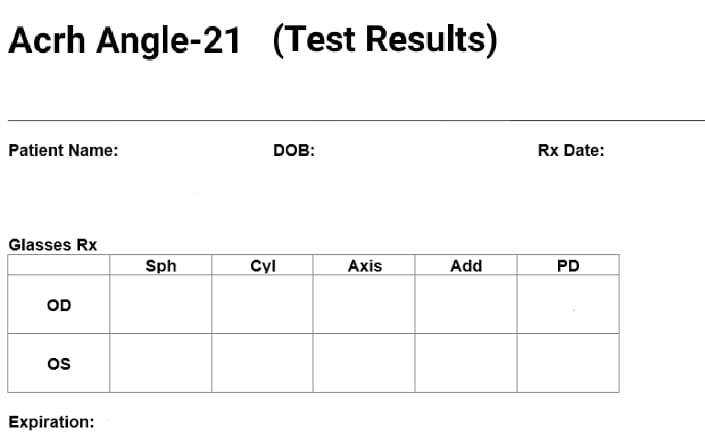 Acrh Angle-21 (Test Results)
Patient Name: DOB: Rx Date:
Glasses Rx
Sph Cyl Axis Add PD
OD
OS
Expiration: